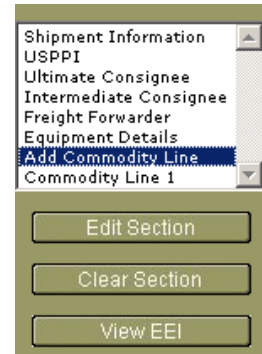 Shipment Information
USPPI
Ultimate Consignee
Intermediate Consignee
Freight Forwarder
Equipment Details
Add Commodity Line
Commodity Line 1
Edit Section
Clear Section
View EEI